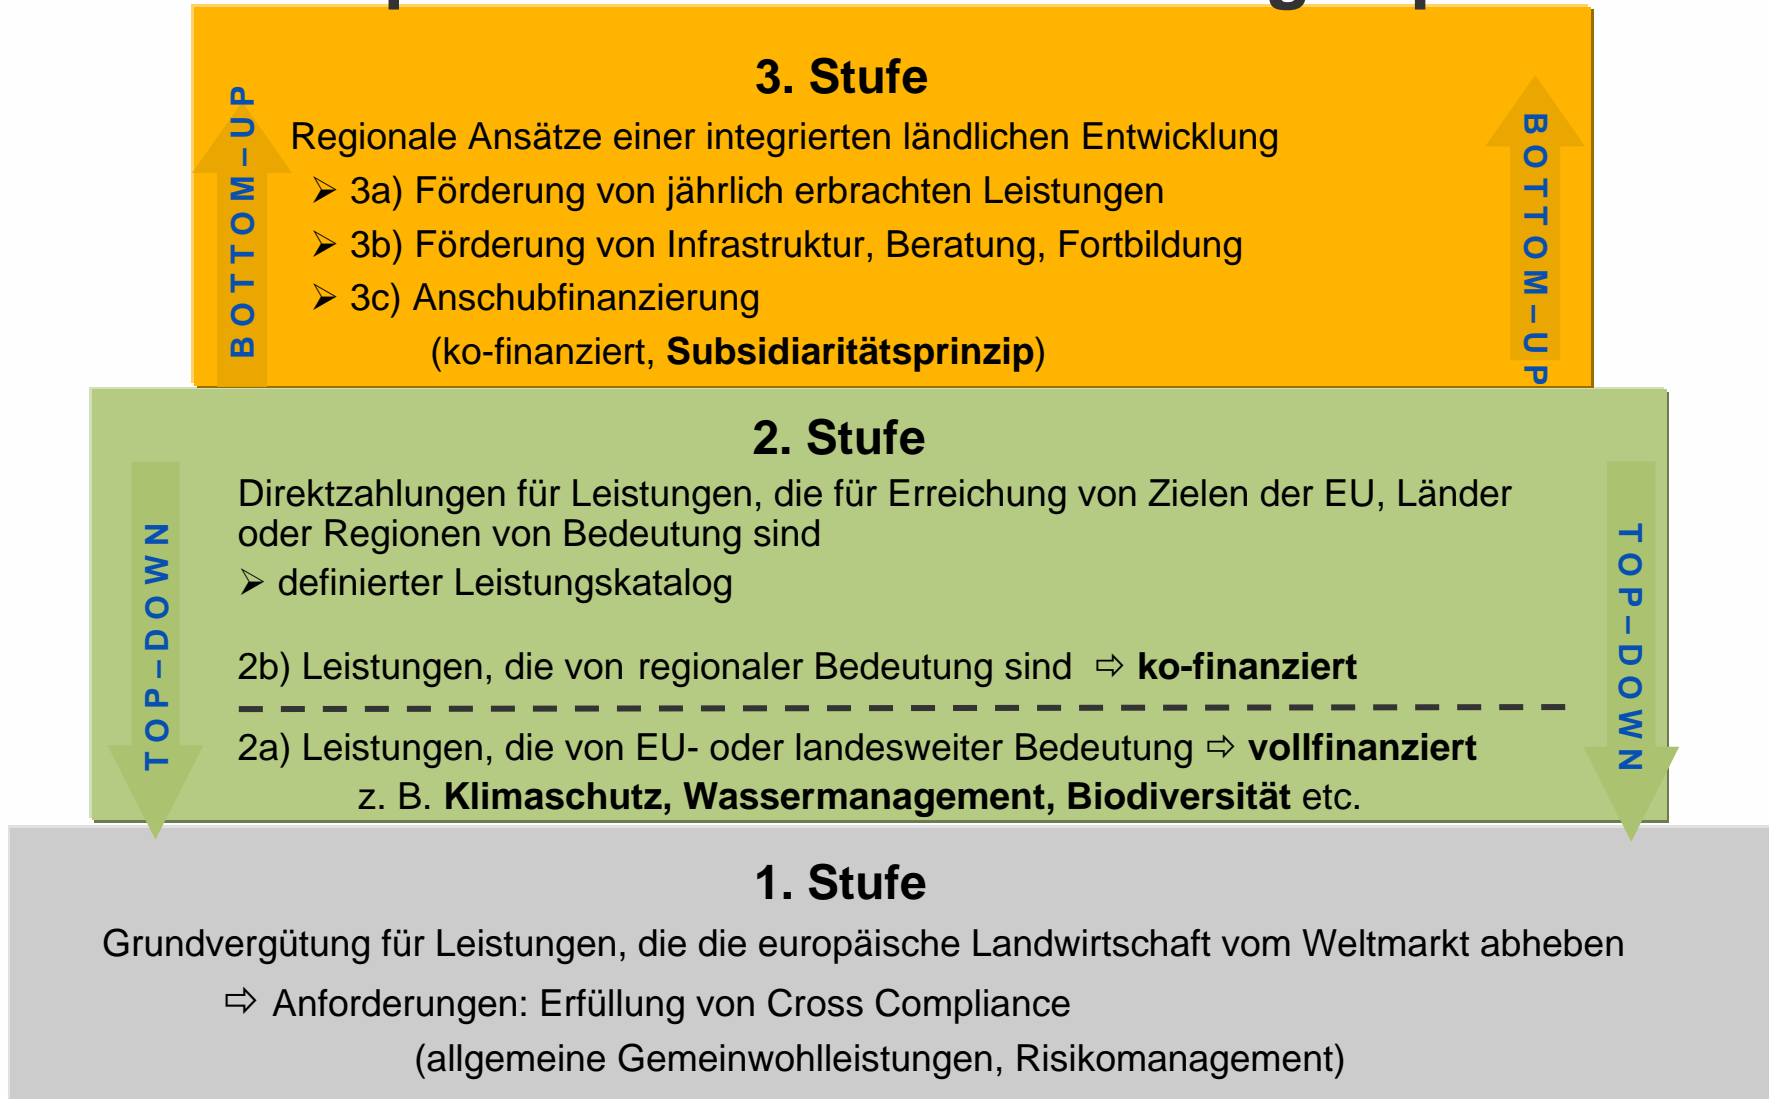 3. Stufe
BOTTOM–UP
Regionale Ansätze einer integrierten ländlichen Entwicklung
➢ 3a) Förderung von jährlich erbrachten Leistungen
➢ 3b) Förderung von Infrastruktur, Beratung, Fortbildung
➢ 3c) Anschubfinanzierung
(ko-finanziert, Subsidiaritätsprinzip)
BOTTOM–UP
2. Stufe
TOP–DOWN
Direktzahlungen für Leistungen, die für Erreichung von Zielen der EU, Länder
oder Regionen von Bedeutung sind
➢ definierter Leistungskatalog
2b) Leistungen, die von regionaler Bedeutung sind ⇨ ko-finanziert
2a) Leistungen, die von EU- oder landesweiter Bedeutung ⇨ vollfinanziert
z. B. Klimaschutz, Wassermanagement, Biodiversität etc.
TOP–DOWN
1. Stufe
Grundvergütung für Leistungen, die die europäische Landwirtschaft vom Weltmarkt abheben
⇨ Anforderungen: Erfüllung von Cross Compliance
(allgemeine Gemeinwohlleistungen, Risikomanagement)